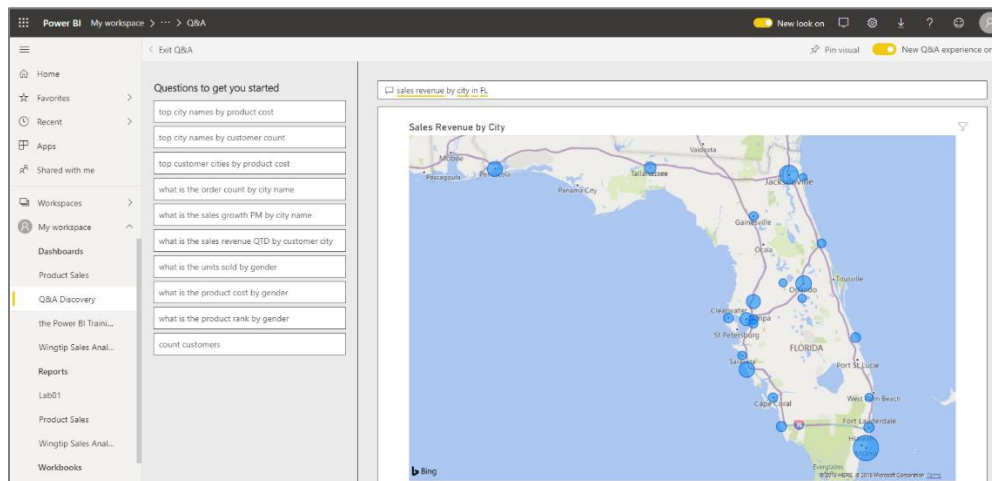 Power BI My workspace > ··· > Q&A
New look on
Exit Q&A
Pin visual
New Q&A experience on
Home
Favorites
Recent
Apps
Shared with me
Workspaces
My workspace
Dashboards
Product Sales
Q&A Discovery
the Power BI Traini...
Wingtip Sales Anal...
Reports
Lab01
Product Sales
Wingtip Sales Anal...
Workbooks
Questions to get you started
top city names by product cost
top city names by customer count
top customer cities by product cost
what is the order count by city name
what is the sales growth PM by city name
what is the sales revenue QTD by customer city
what is the units sold by gender
what is the product cost by gender
what is the product rank by gender
count customers
sales revenue by city in FL
Sales Revenue by City
Mobile
Pascagoula
Pensacola
Panama City
Tallahassee
Valdosta
Jacksonville
Gainesville
Ocala
Orlando
Titusville
Clearwater
Tampa
St Petersburg
Sarasota
FLORIDA
Port St Lucie
Cape Coral
West Palm Beach
Fort Lauderdale
Hialeah
Miami
Everglades
Bing
© 2019 HERE, © 2019 Microsoft Corporation Terms